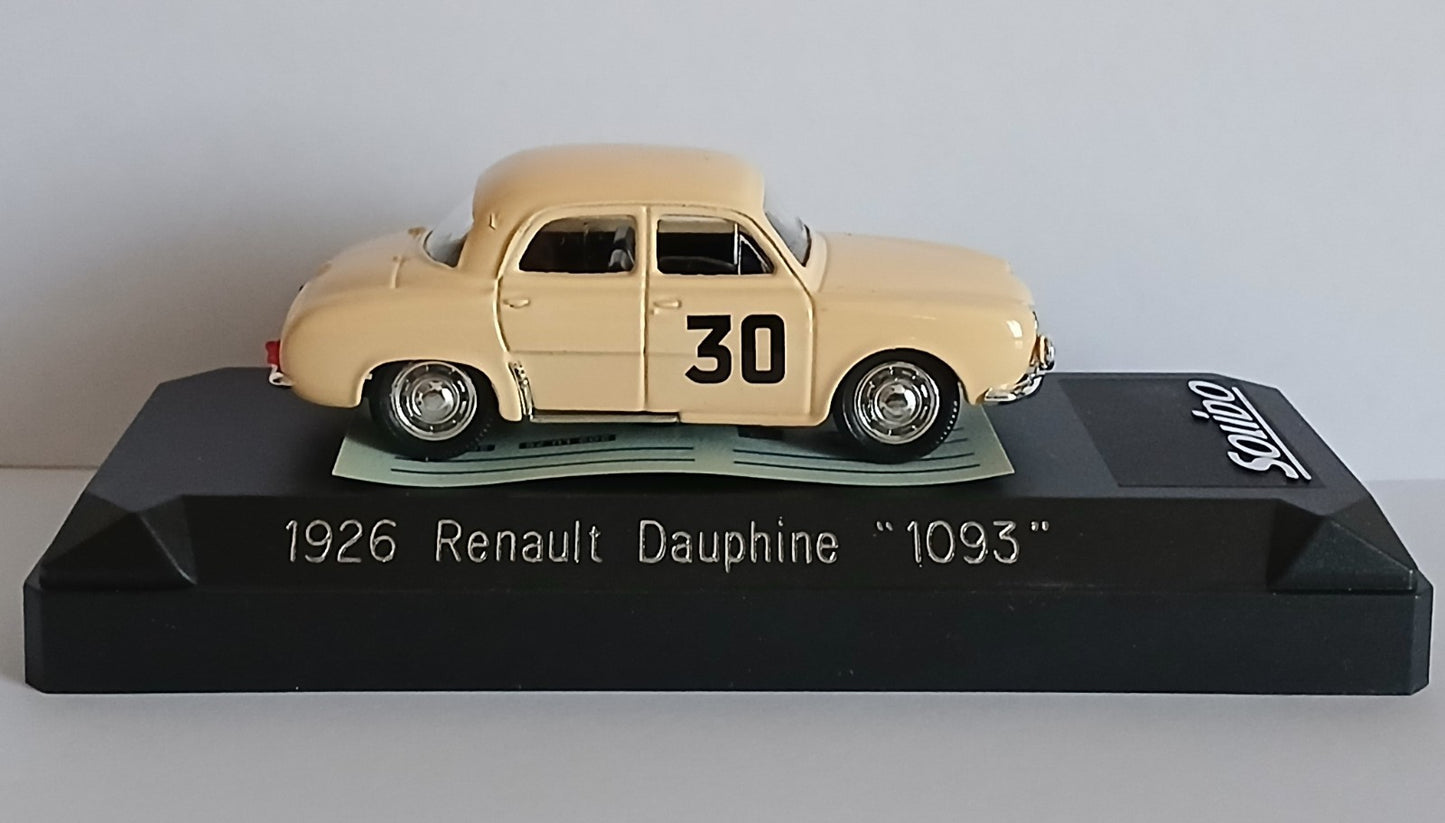 30
Solido
1926 Renault Dauphine "1093"